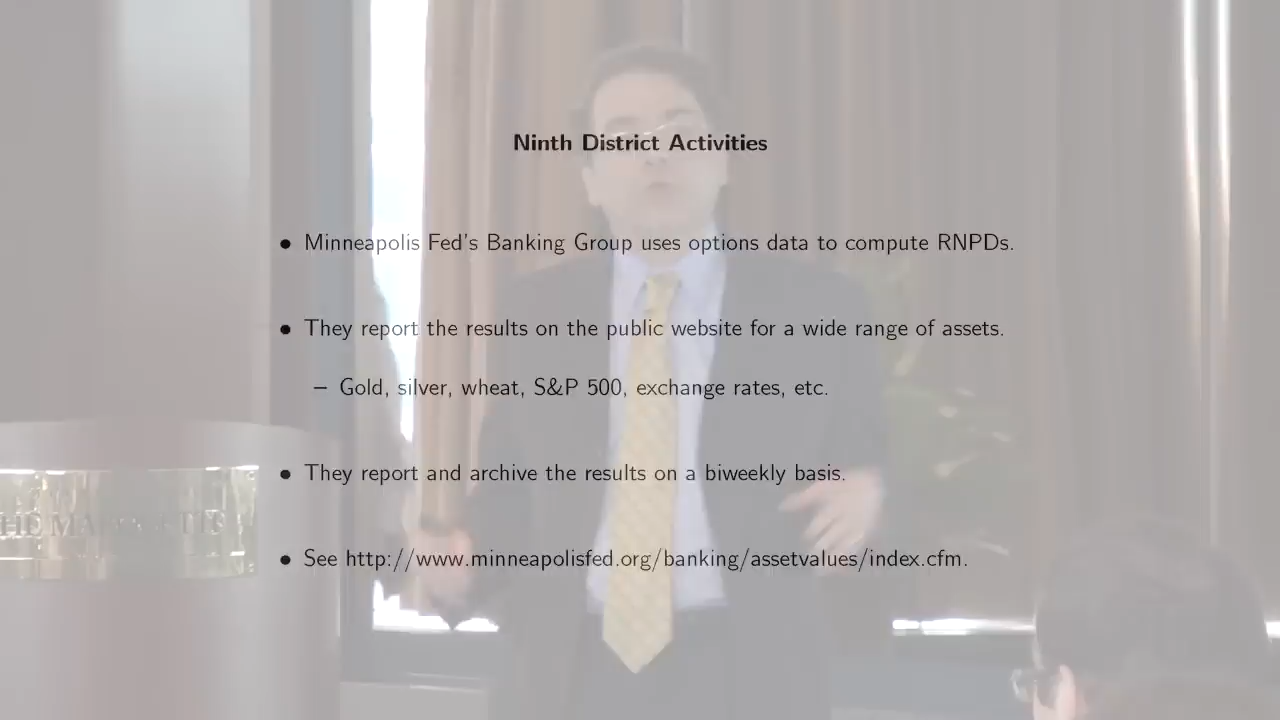 Ninth District Activities
• Minneapolis Fed's Banking Group uses options data to compute RNPDs.
• They report the results on the public website for a wide range of assets.
– Gold, silver, wheat, S&P 500, exchange rates, etc.
• They report and archive the results on a biweekly basis.
• See http://www.minneapolisfed.org/banking/assetvalues/index.cfm.